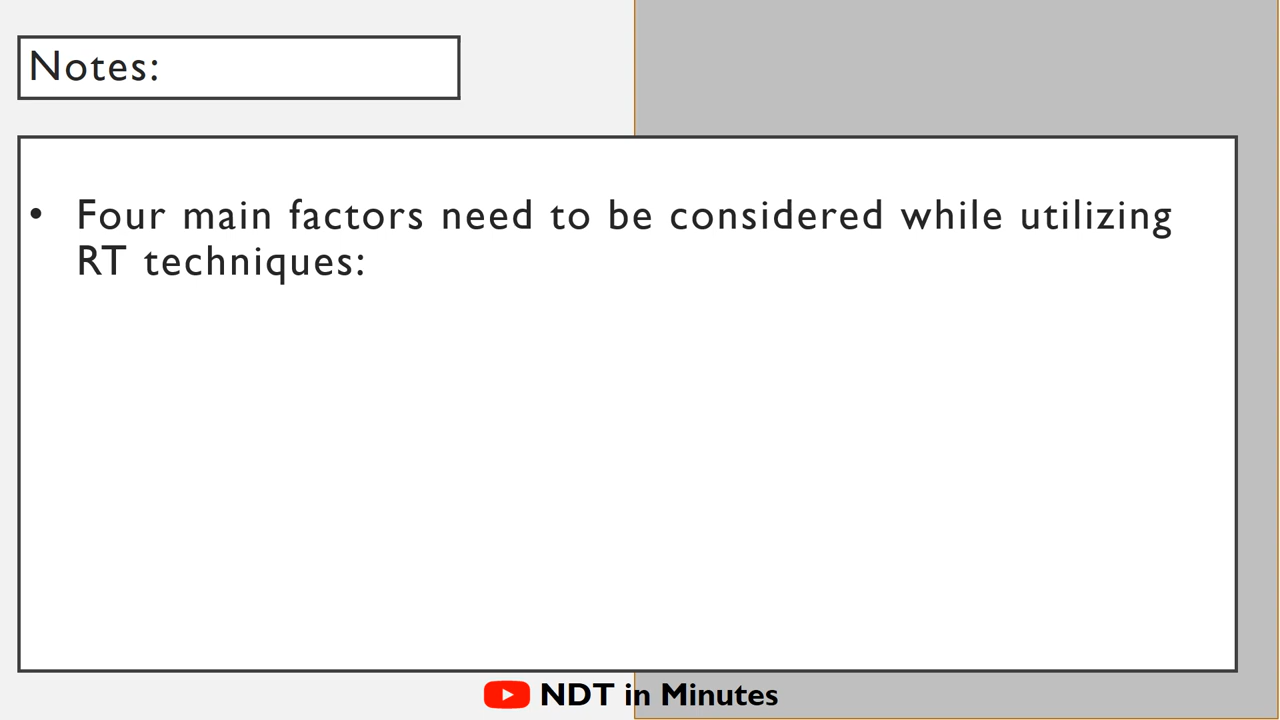 Notes:
• Four main factors need to be considered while utilizing
RT techniques:
NDT in Minutes